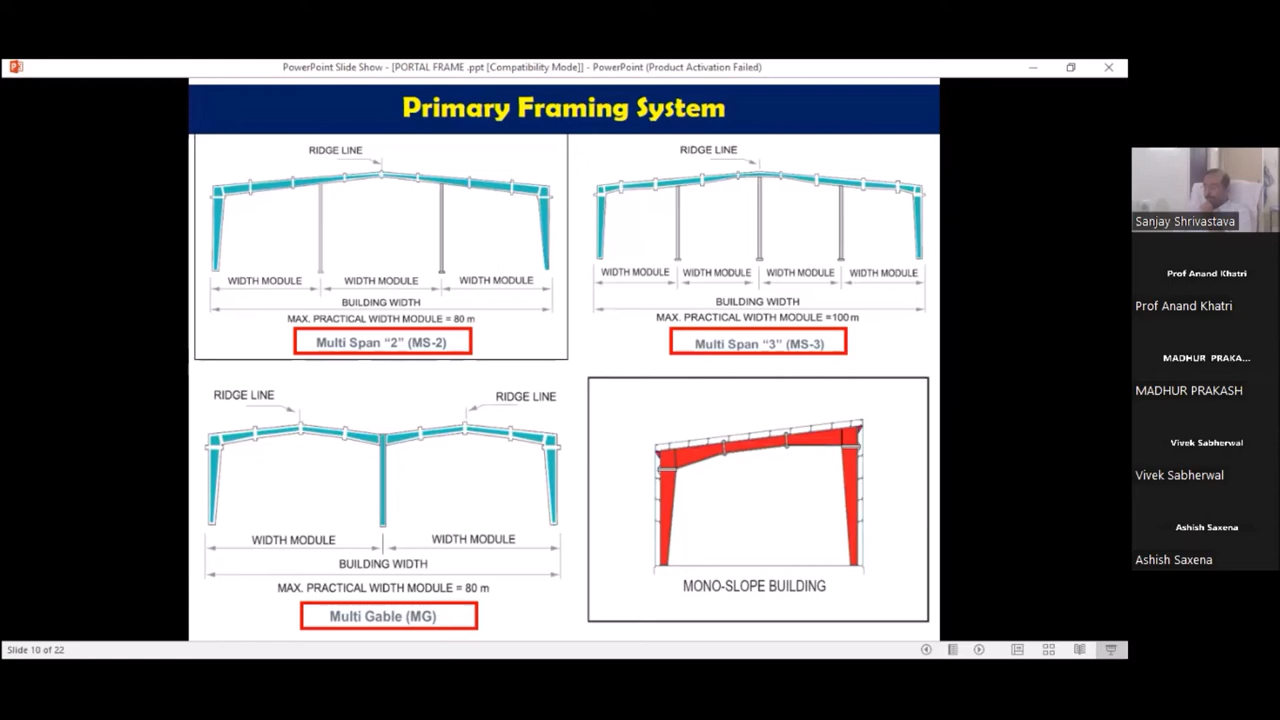 PowerPoint Slide Show - [PORTAL FRAME .ppt [Compatibility Mode]] - PowerPoint (Product Activation Failed)
Primary Framing System
RIDGE LINE
WIDTH MODULE WIDTH MODULE WIDTH MODULE
BUILDING WIDTH
MAX. PRACTICAL WIDTH MODULE = 80 m
Multi Span “2” (MS-2)
RIDGE LINE
WIDTH MODULE WIDTH MODULE WIDTH MODULE WIDTH MODULE
BUILDING WIDTH
MAX. PRACTICAL WIDTH MODULE =100 m
Multi Span “3” (MS-3)
RIDGE LINE RIDGE LINE
WIDTH MODULE WIDTH MODULE
BUILDING WIDTH
MAX. PRACTICAL WIDTH MODULE = 80 m
Multi Gable (MG)
MONO-SLOPE BUILDING
Slide 10 of 22
Sanjay Shrivastava
Prof Anand Khatri
Prof Anand Khatri
MADHUR PRAKA...
MADHUR PRAKASH
Vivek Sabherwal
Vivek Sabherwal
Ashish Saxena
Ashish Saxena